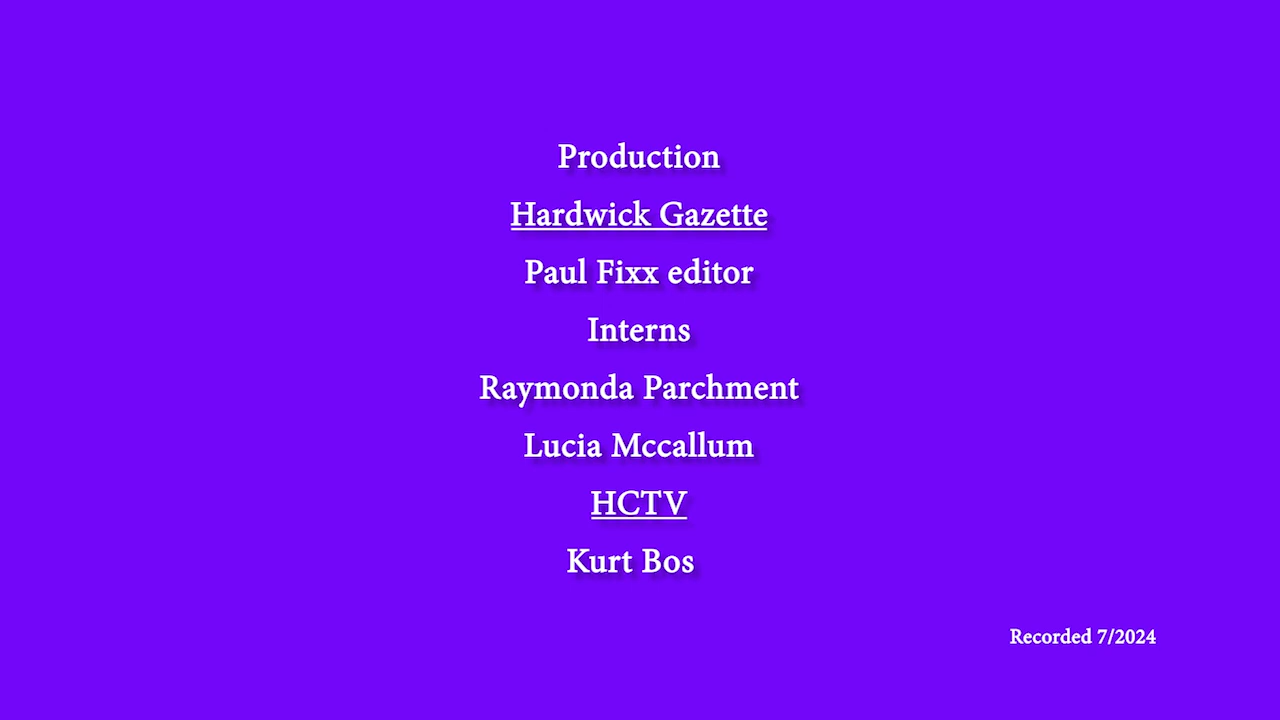 Production
Hardwick Gazette
Paul Fixx editor
Interns
Raymonda Parchment
Lucia Mccallum
HCTV
Kurt Bos
Recorded 7/2024